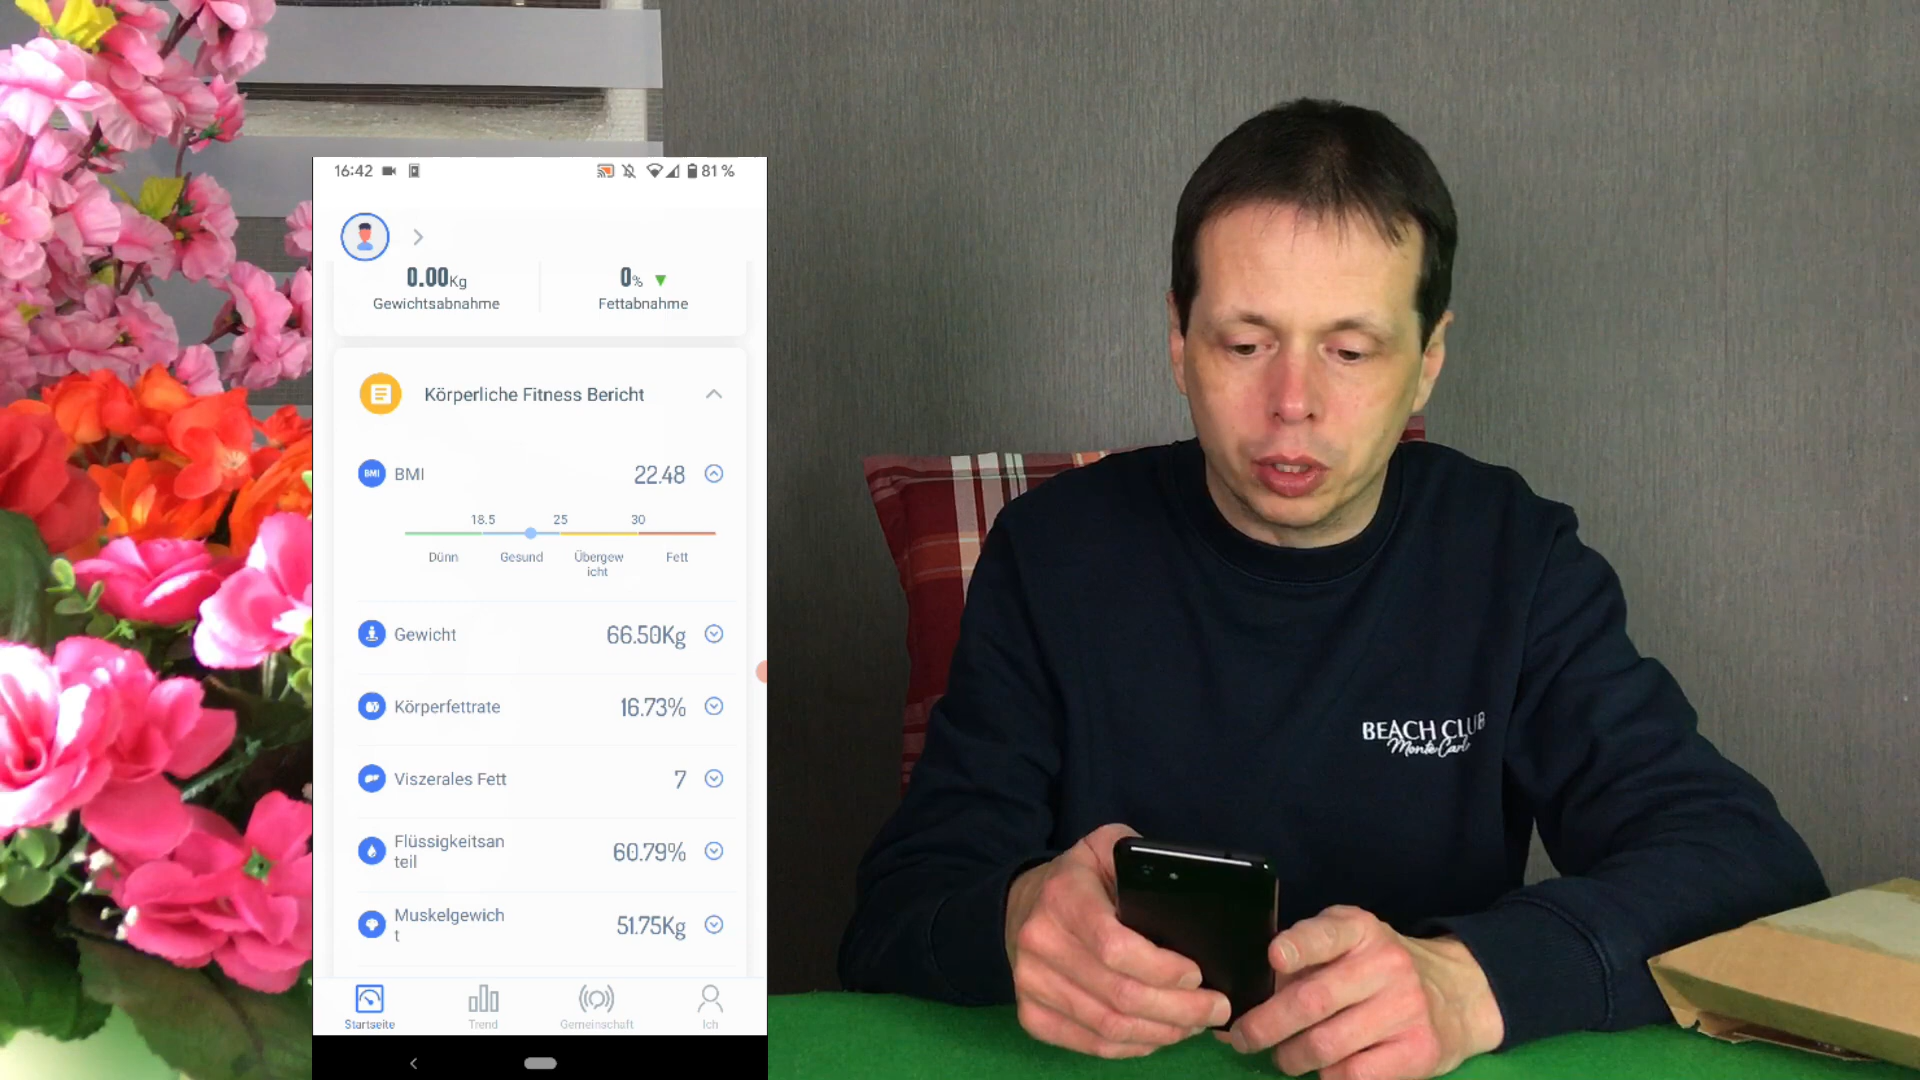 16:42
81 %
0.00Kg
Gewichtsabnahme
0%
Fettabnahme
Körperliche Fitness Bericht
BMI
BMI
22.48
18.5
25
30
Dünn
Gesund
Übergew
icht
Fett
Gewicht
66.50Kg
Körperfettrate
16.73%
Viszerales Fett
7
Flüssigkeitsan
teil
60.79%
Muskelgewich
t
51.75Kg
Startseite
Trend
Gemeinschaft
Ich
BEACH CLUB
Monte Carlo